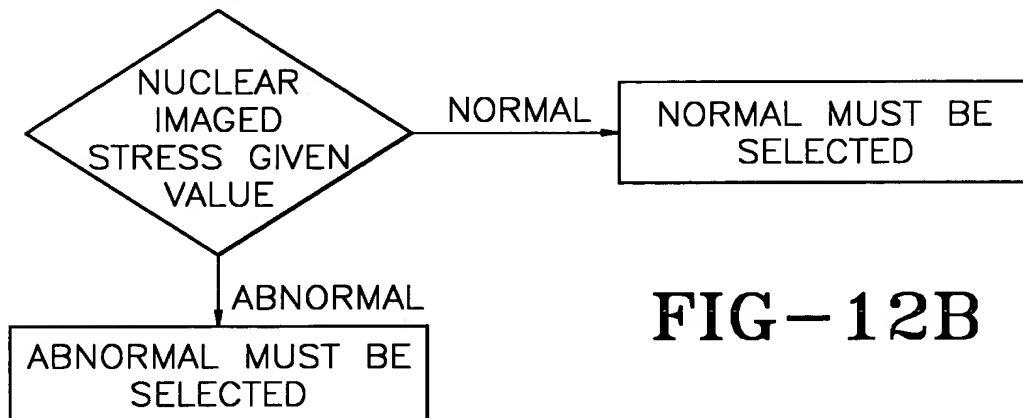 NUCLEAR
IMAGED
STRESS GIVEN
VALUE
NORMAL
NORMAL MUST BE
SELECTED
ABNORMAL
ABNORMAL MUST BE
SELECTED
FIG-12B